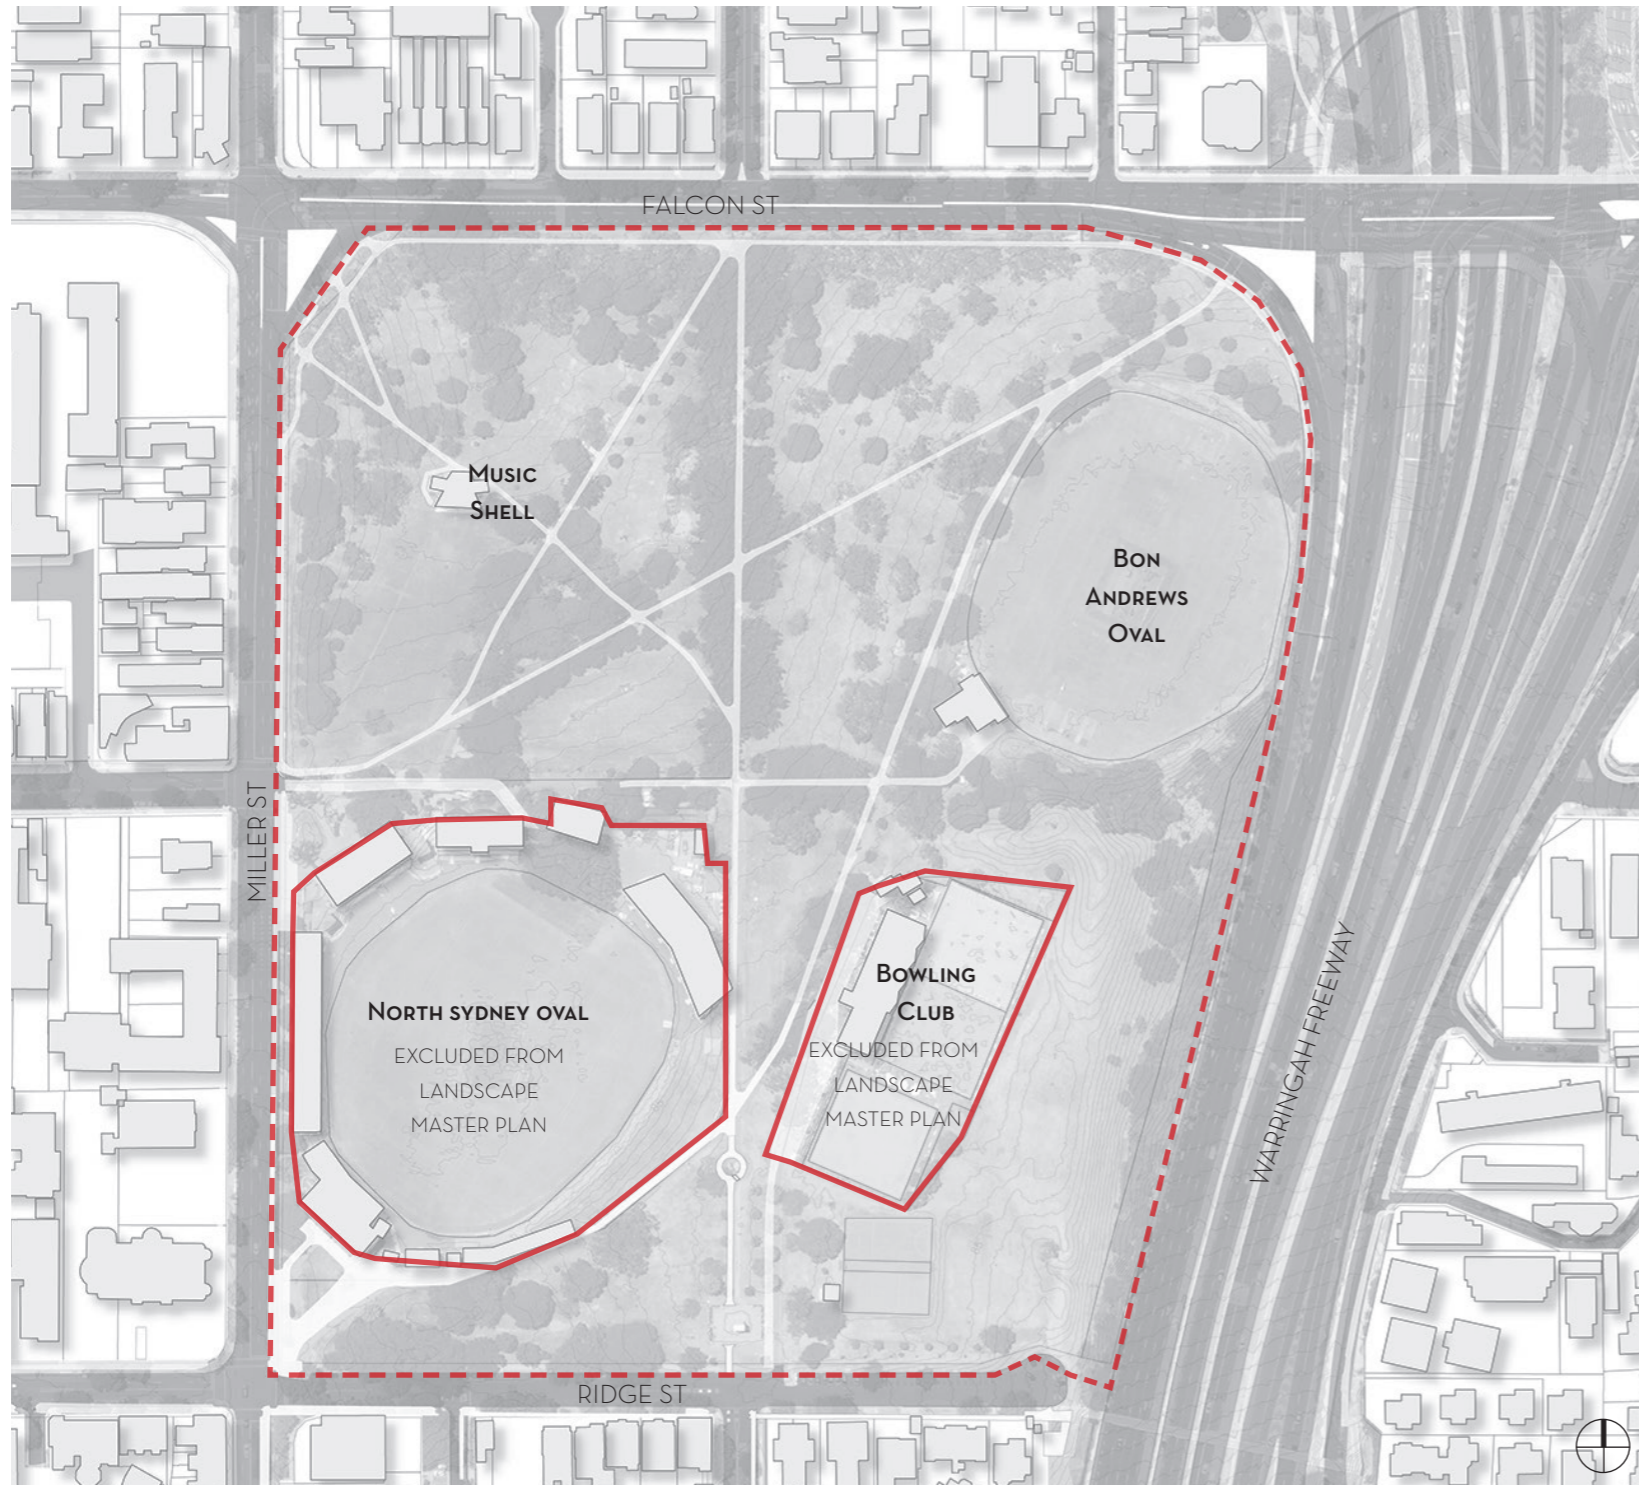 FALCON ST
MUSIC
SHELL
BON
ANDREWS
OVAL
MILLER ST
NORTH SYDNEY OVAL
EXCLUDED FROM
LANDSCAPE
MASTER PLAN
BOWLING
CLUB
EXCLUDED FROM
LANDSCAPE
MASTER PLAN
WARRINGAH FREEWAY
RIDGE ST